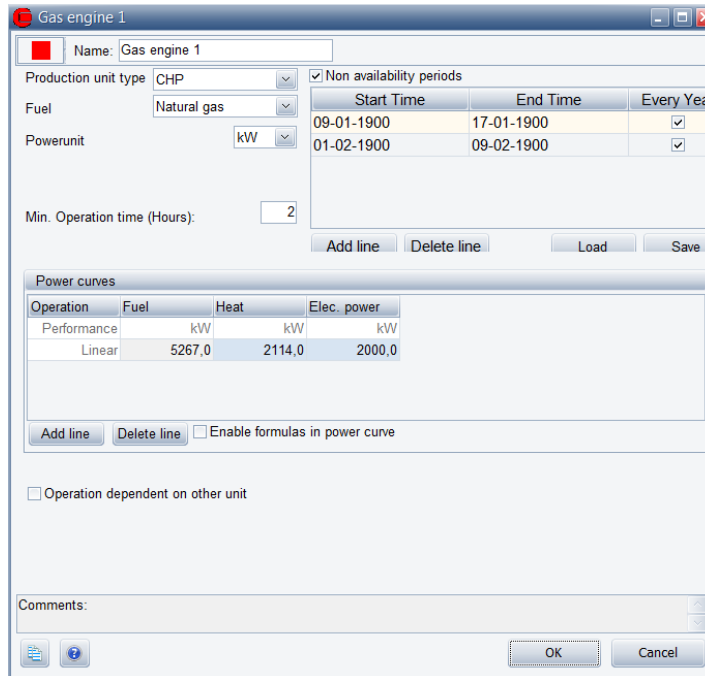 Gas engine 1
Name: Gas engine 1
Production unit type CHP
Non availability periods
Fuel Natural gas
Start Time End Time Every Yea
09-01-1900 17-01-1900
Powerunit kW
01-02-1900 09-02-1900
Min. Operation time (Hours): 2
Add line Delete line Load Save
Power curves
Operation Fuel Heat Elec. power
Performance kW kW kW
Linear 5267,0 2114,0 2000,0
Add line Delete line Enable formulas in power curve
Operation dependent on other unit
Comments:
OK Cancel